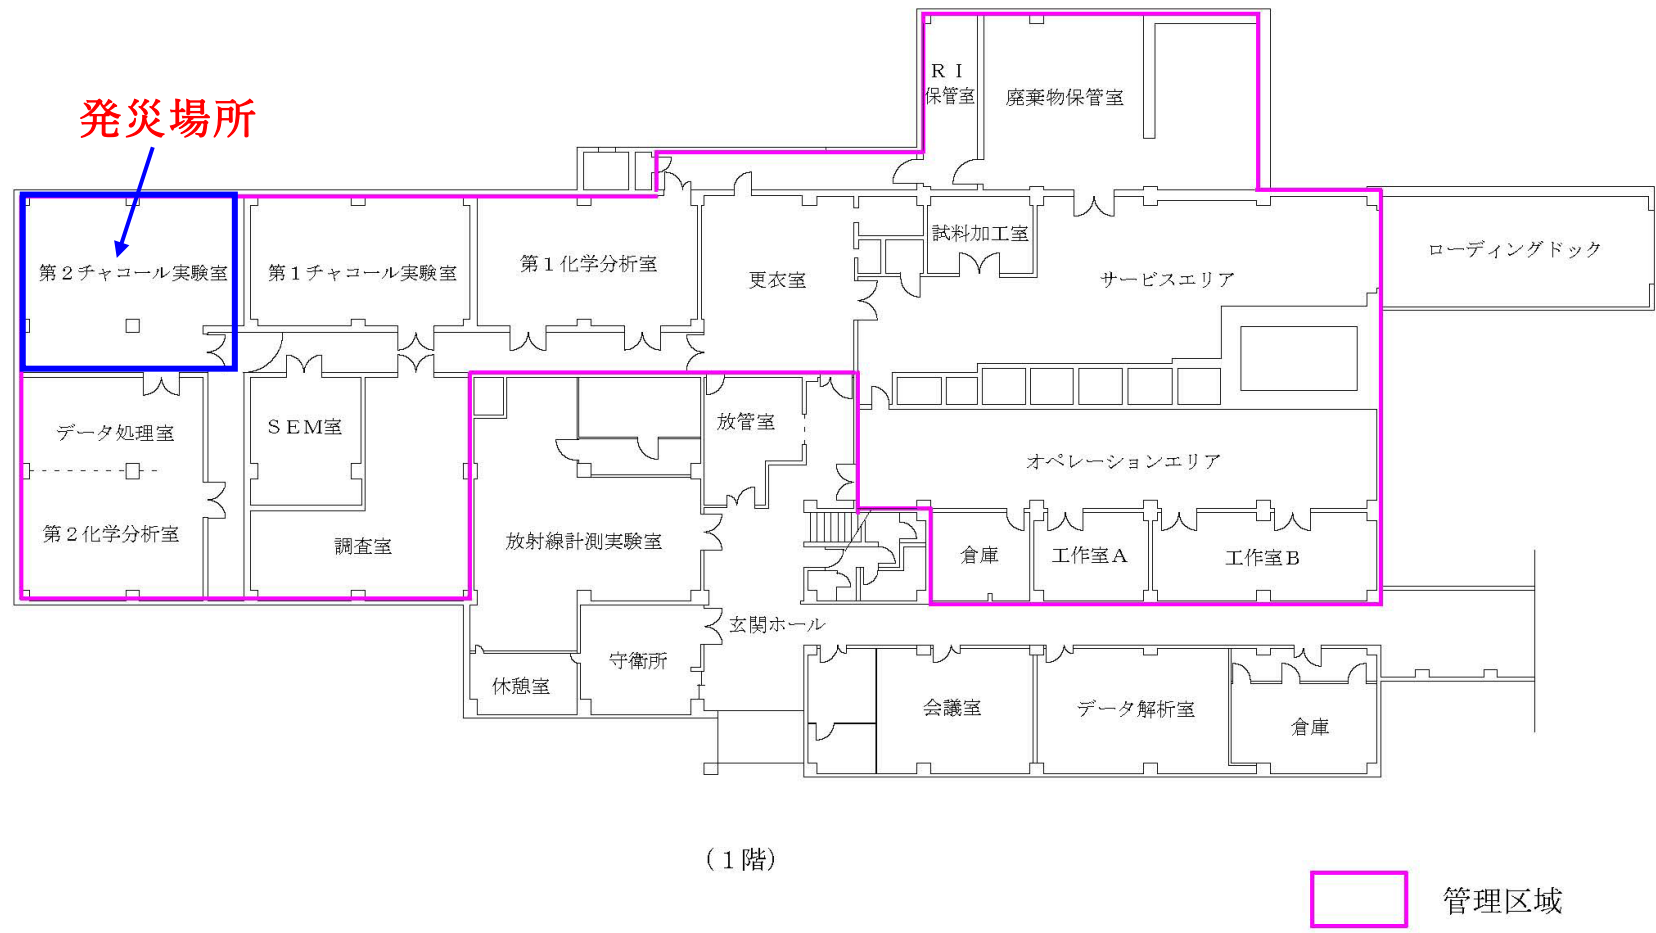 ＲＩ
保管室
廃棄物保管室
発災場所
第２チャコール実験室
第１チャコール実験室
第１化学分析室
更衣室
試料加工室
サービスエリア
ローディングドック
データ処理室
ＳＥＭ室
放管室
オペレーションエリア
第２化学分析室
調査室
放射線計測実験室
倉庫
工作室Ａ
工作室Ｂ
玄関ホール
守衛所
休憩室
会議室
データ解析室
倉庫
（１階）
管理区域